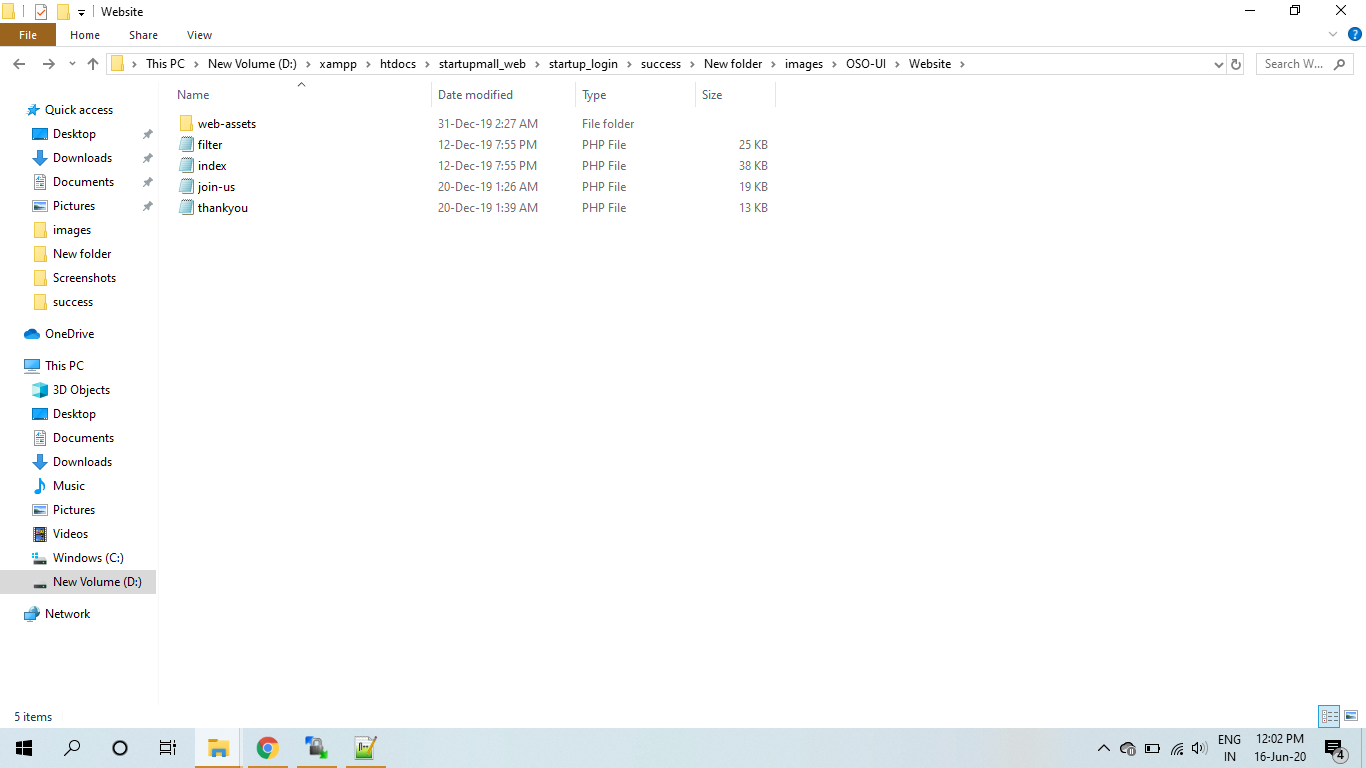 Website
File Home Share View
This PC New Volume (D:) xampp htdocs startupmall_web startup_login success New folder images OSO-UI Website Search W...
Name Date modified Type Size
web-assets 31-Dec-19 2:27 AM File folder
filter 12-Dec-19 7:55 PM PHP File 25 KB
index 12-Dec-19 7:55 PM PHP File 38 KB
join-us 20-Dec-19 1:26 AM PHP File 19 KB
thankyou 20-Dec-19 1:39 AM PHP File 13 KB
Quick access
Desktop
Downloads
Documents
Pictures
images
New folder
Screenshots
success
OneDrive
This PC
3D Objects
Desktop
Documents
Downloads
Music
Pictures
Videos
Windows (C:)
New Volume (D:)
Network
5 items
ENG 12:02 PM
IN 16-Jun-20 4